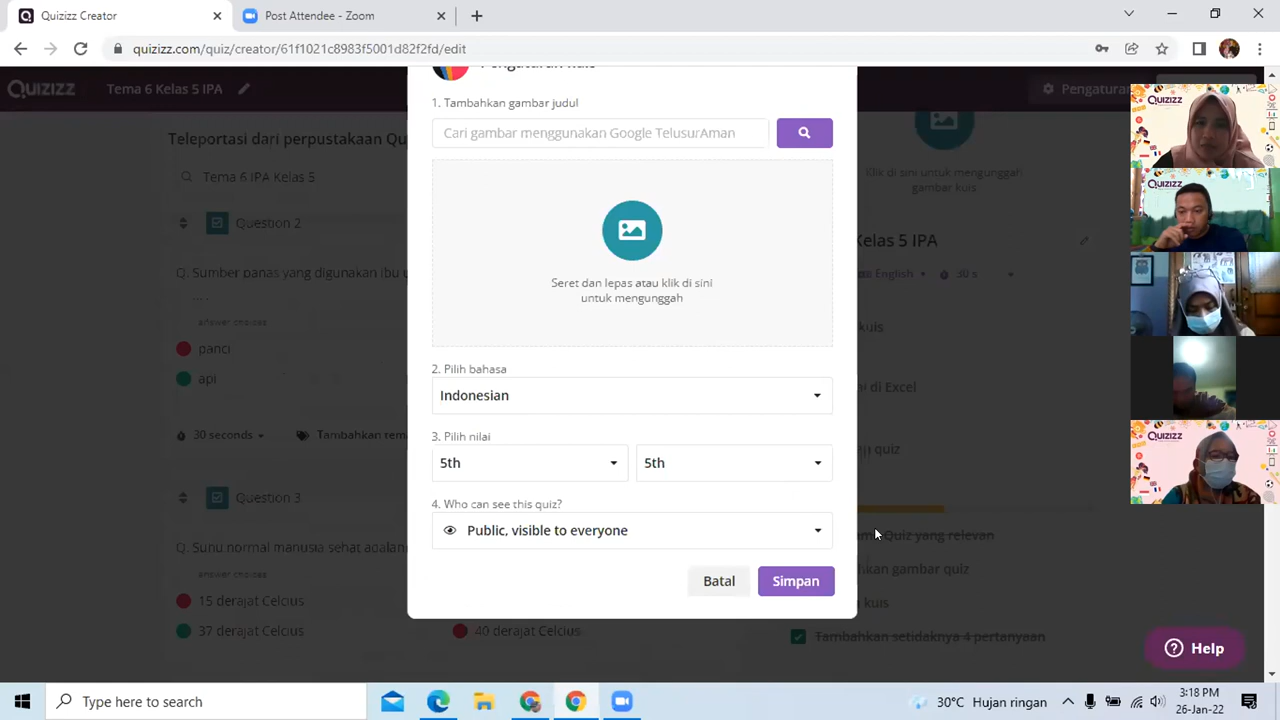 Quizizz Creator
Post Attendee - Zoom
quizizz.com/quiz/creator/61f1021c8983f5001d82f2fd/edit
QUIZIZZ
Tema 6 Kelas 5 IPA
Pengaturan
Pengaturan Kuis
1. Tambahkan gambar judul
Cari gambar menggunakan Google TelusurAman
Seret dan lepas atau klik di sini
untuk mengunggah
2. Pilih bahasa
Indonesian
3. Pilih nilai
5th
5th
4. Who can see this quiz?
Public, visible to everyone
Batal
Simpan
Teleportasi dari perpustakaan Qu
Tema 6 IPA Kelas 5
Question 2
Q. Sumber panas yang digunakan ibu u
...
answer choices
panci
api
30 seconds
Tambahkan tema
Question 3
Q. Suhu normal manusia sehat adalah
answer choices
15 derajat Celcius
37 derajat Celcius
40 derajat Celcius
Klik di sini untuk mengunggah
gambar kuis
Kelas 5 IPA
English
30 s
kuis
di Excel
quiz
Quiz yang relevan
gambar quiz
kuis
Tambahkan setidaknya 4 pertanyaan
QUIZIZZ
QUIZIZZ
QUIZIZZ
Help
Type here to search
30°C Hujan ringan
3:18 PM
26-Jan-22